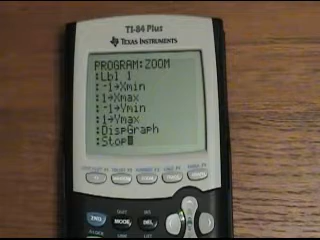 TI-84 Plus
TEXAS INSTRUMENTS
PROGRAM:ZOOM
:Lbl 1
:-1→Xmin
:1→Xmax
:-1→Ymin
:1→Ymax
:DispGraph
:Stop
2ND
MODE
DEL